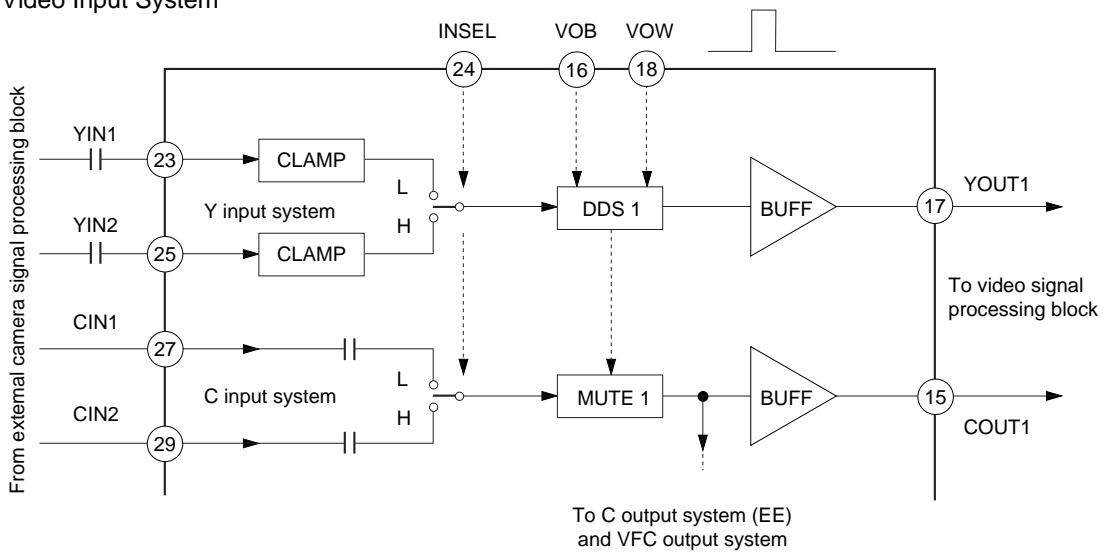 Video Input System
INSEL
VOB
VOW
24
16
18
From external camera signal processing block
YIN1
23
CLAMP
L
Y input system
H
YIN2
25
CLAMP
DDS 1
BUFF
17
YOUT1
To video signal
processing block
CIN1
27
L
C input system
H
CIN2
29
MUTE 1
BUFF
15
COUT1
To C output system (EE)
and VFC output system